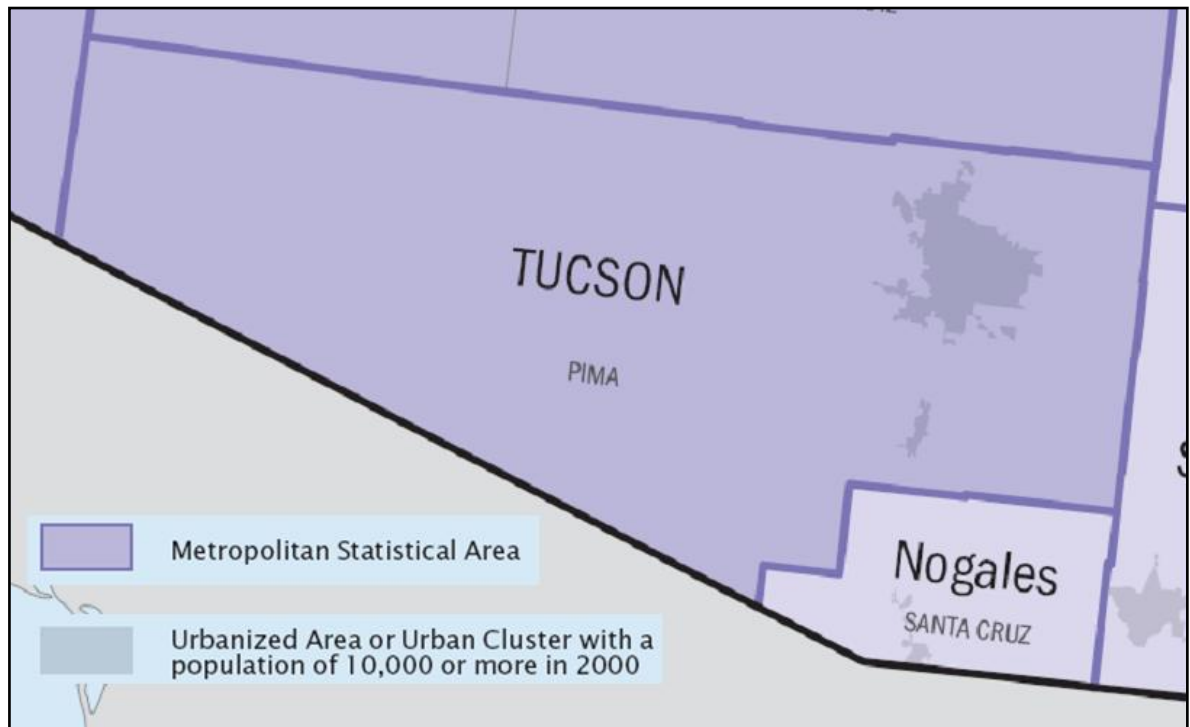 TUCSON
PIMA
Nogales
SANTA CRUZ
Metropolitan Statistical Area
Urbanized Area or Urban Cluster with a
population of 10,000 or more in 2000